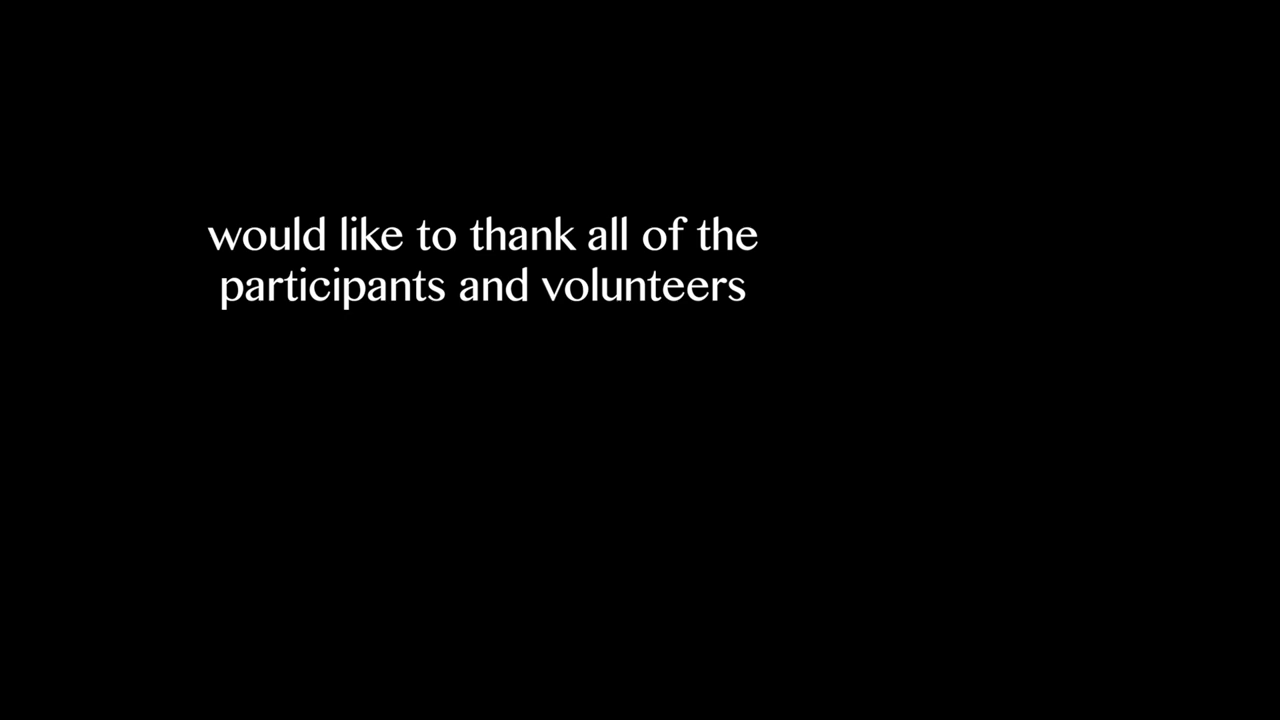 would like to thank all of the
participants and volunteers